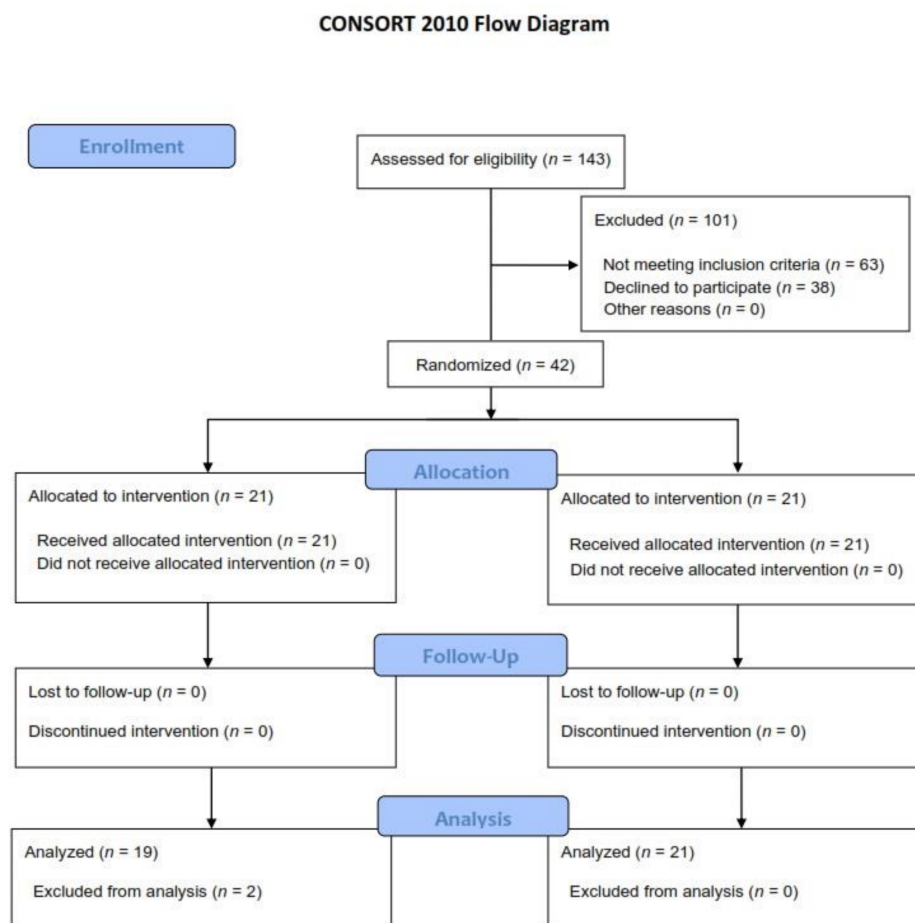 CONSORT 2010 Flow Diagram
Enrollment
Assessed for eligibility (n = 143)
Excluded (n = 101)
Not meeting inclusion criteria (n = 63)
Declined to participate (n = 38)
Other reasons (n = 0)
Randomized (n = 42)
Allocation
Allocated to intervention (n = 21)
Received allocated intervention (n = 21)
Did not receive allocated intervention (n = 0)
Allocated to intervention (n = 21)
Received allocated intervention (n = 21)
Did not receive allocated intervention (n = 0)
Follow-Up
Lost to follow-up (n = 0)
Discontinued intervention (n = 0)
Lost to follow-up (n = 0)
Discontinued intervention (n = 0)
Analysis
Analyzed (n = 19)
Excluded from analysis (n = 2)
Analyzed (n = 21)
Excluded from analysis (n = 0)